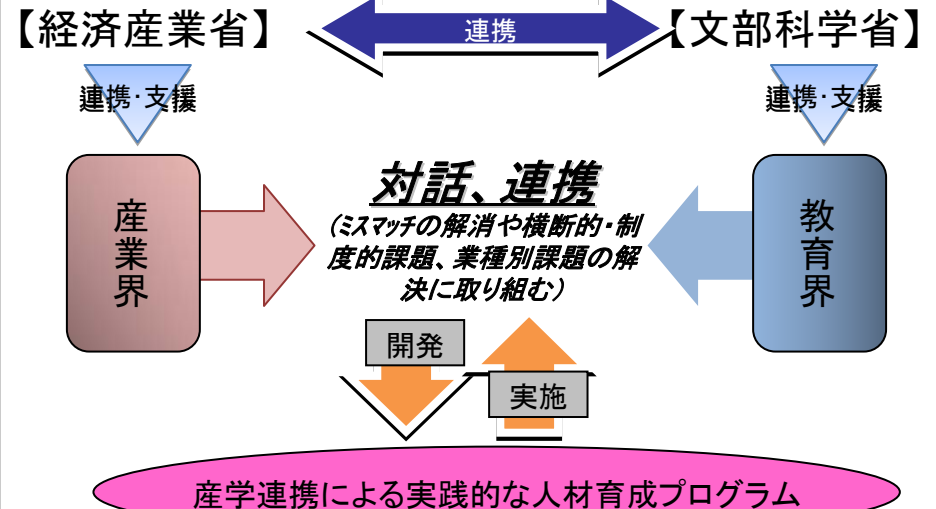 【経済産業省】
連携
【文部科学省】
連携・支援
連携・支援
産業界
対話、連携
（ﾐｽﾏｯﾁの解消や横断的・制
度的課題、業種別課題の解
決に取り組む）
教育界
開発
実施
産学連携による実践的な人材育成プログラム